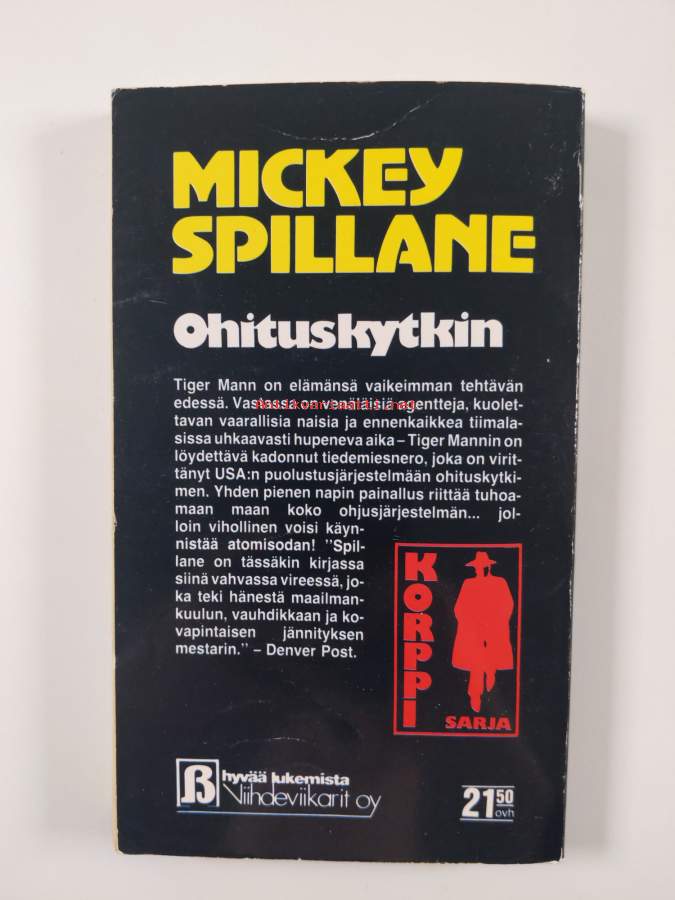 MICKEY
SPILLANE
Ohituskytkin
Tiger Mann on elämänsä vaikeimman tehtävän
edessä. Vastassa on venäläisiä agentteja, kuolet-
tavan vaarallisia naisia ja ennenkaikkea tiimala-
sissa uhkaavasti hupeneva aika – Tiger Mannin on
löydettävä kadonnut tiedemiesnero, joka on virit-
tänyt USA:n puolustusjärjestelmään ohituskytki-
men. Yhden pienen napin painallus riittää tuhoa-
maan maan koko ohjusjärjestelmän... jol-
loin vihollinen voisi käyn-
nistää atomisodan! ”Spil-
lane on tässäkin kirjassa
siinä vahvassa vireessä, jo-
ka teki hänestä maailman-
kuulun, vauhdikkaan ja ko-
vapintaisen jännityksen
mestarin.” – Denver Post.
KORPPI
SARJA
hyvää lukemista
Viihdeviikarit oy
21 50
ovh